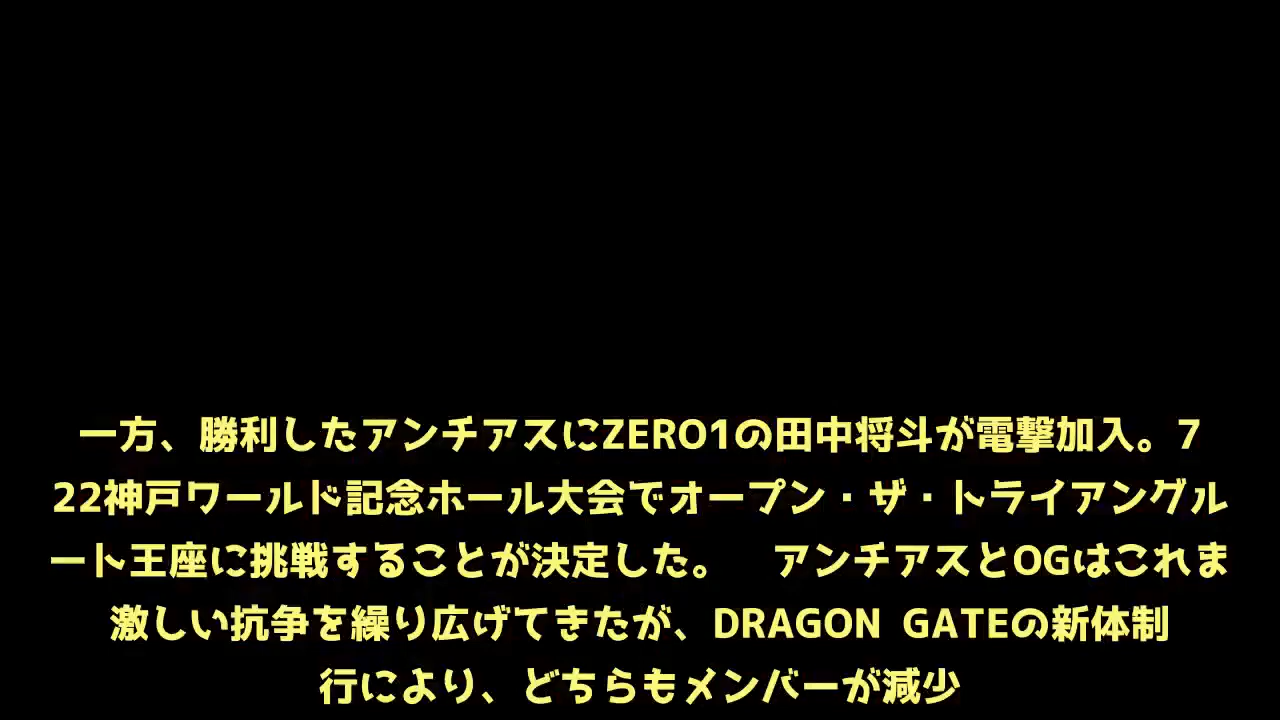 一方、勝利したアンチアスにZERO1の田中将斗が電撃加入。7
22神戸ワールド記念ホール大会でオープン・ザ・トライアングル
ート王座に挑戦することが決定した。　アンチアスとOGはこれま
激しい抗争を繰り広げてきたが、DRAGON GATEの新体制
行により、どちらもメンバーが減少